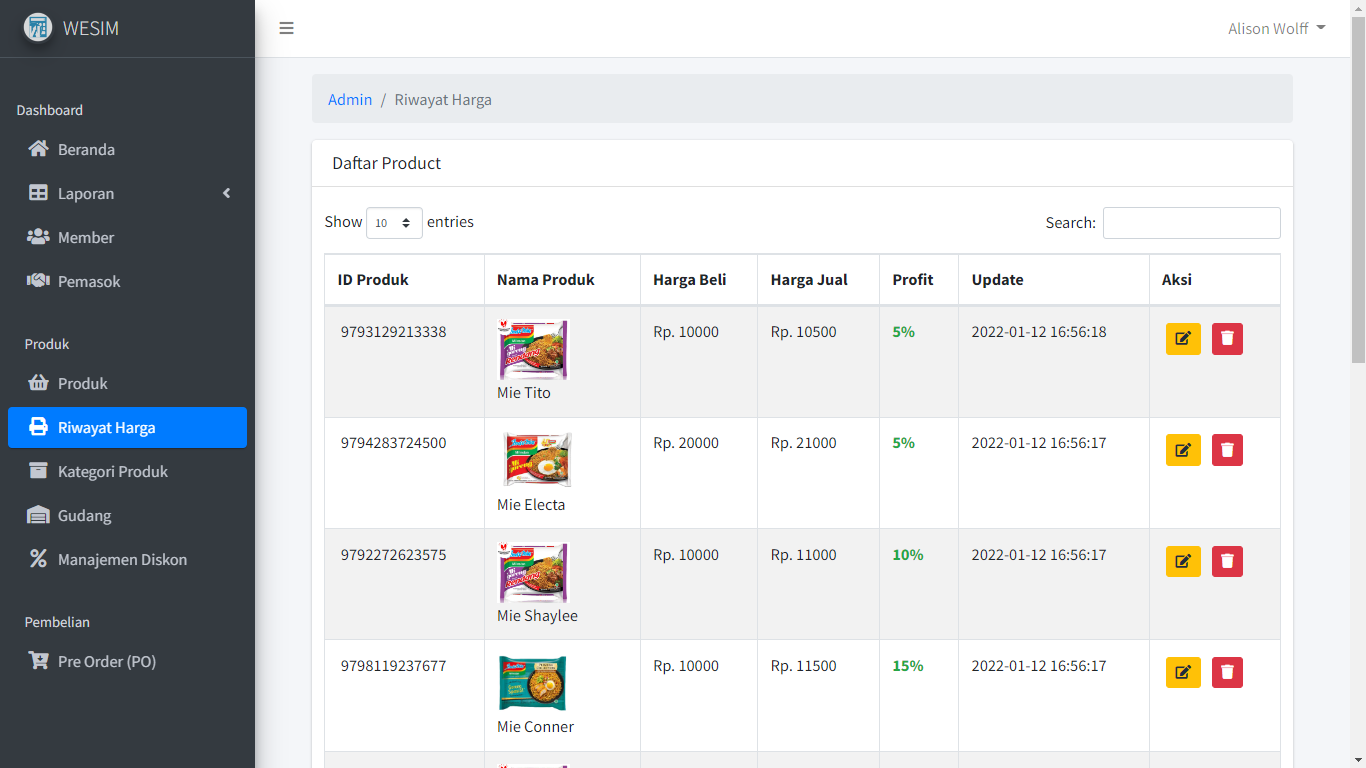 WESIM
Alison Wolff
Dashboard
Beranda
Laporan
Member
Pemasok
Produk
Produk
Riwayat Harga
Kategori Produk
Gudang
Manajemen Diskon
Pembelian
Pre Order (PO)
Admin / Riwayat Harga
Daftar Product
Show 10 entries
Search:
ID Produk Nama Produk Harga Beli Harga Jual Profit Update Aksi
9793129213338 Rp. 10000 Rp. 10500 5% 2022-01-12 16:56:18
Mie Tito
9794283724500 Rp. 20000 Rp. 21000 5% 2022-01-12 16:56:17
Mie Electa
9792272623575 Rp. 10000 Rp. 11000 10% 2022-01-12 16:56:17
Mie Shaylee
9798119237677 Rp. 10000 Rp. 11500 15% 2022-01-12 16:56:17
Mie Conner